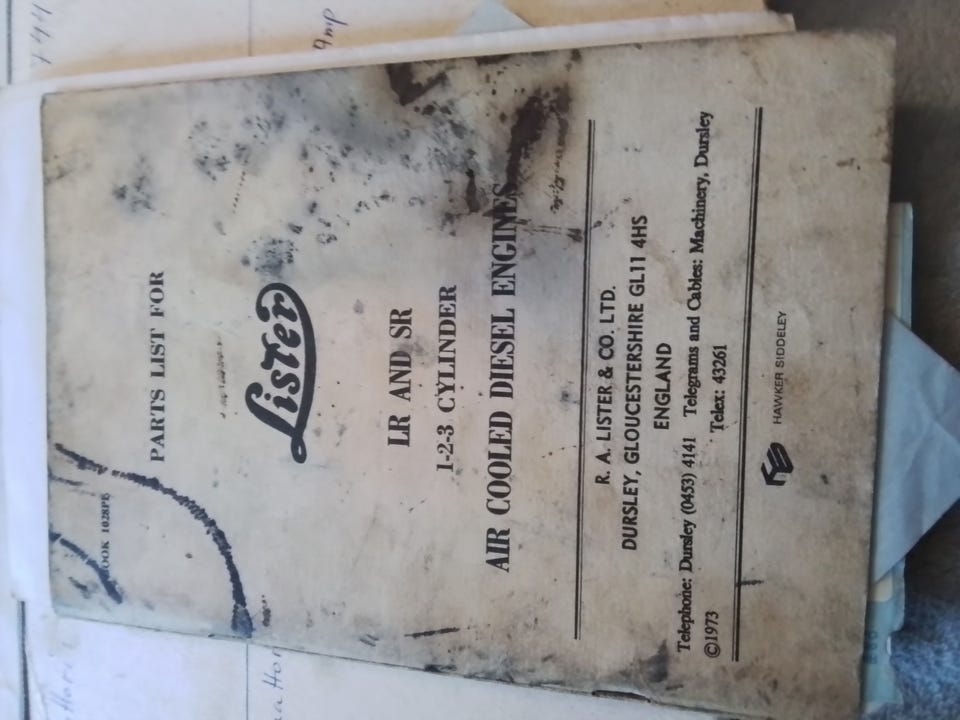 BOOK 1028PE
PARTS LIST FOR
Lister
LR AND SR
1-2-3 CYLINDER
AIR COOLED DIESEL ENGINES
R. A. LISTER & CO. LTD.
DURSLEY, GLOUCESTERSHIRE GL11 4HS
ENGLAND
Telephone: Dursley (0453) 4141 Telegrams and Cables: Machinery, Dursley
Telex: 43261
©1973
HAWKER SIDDELEY